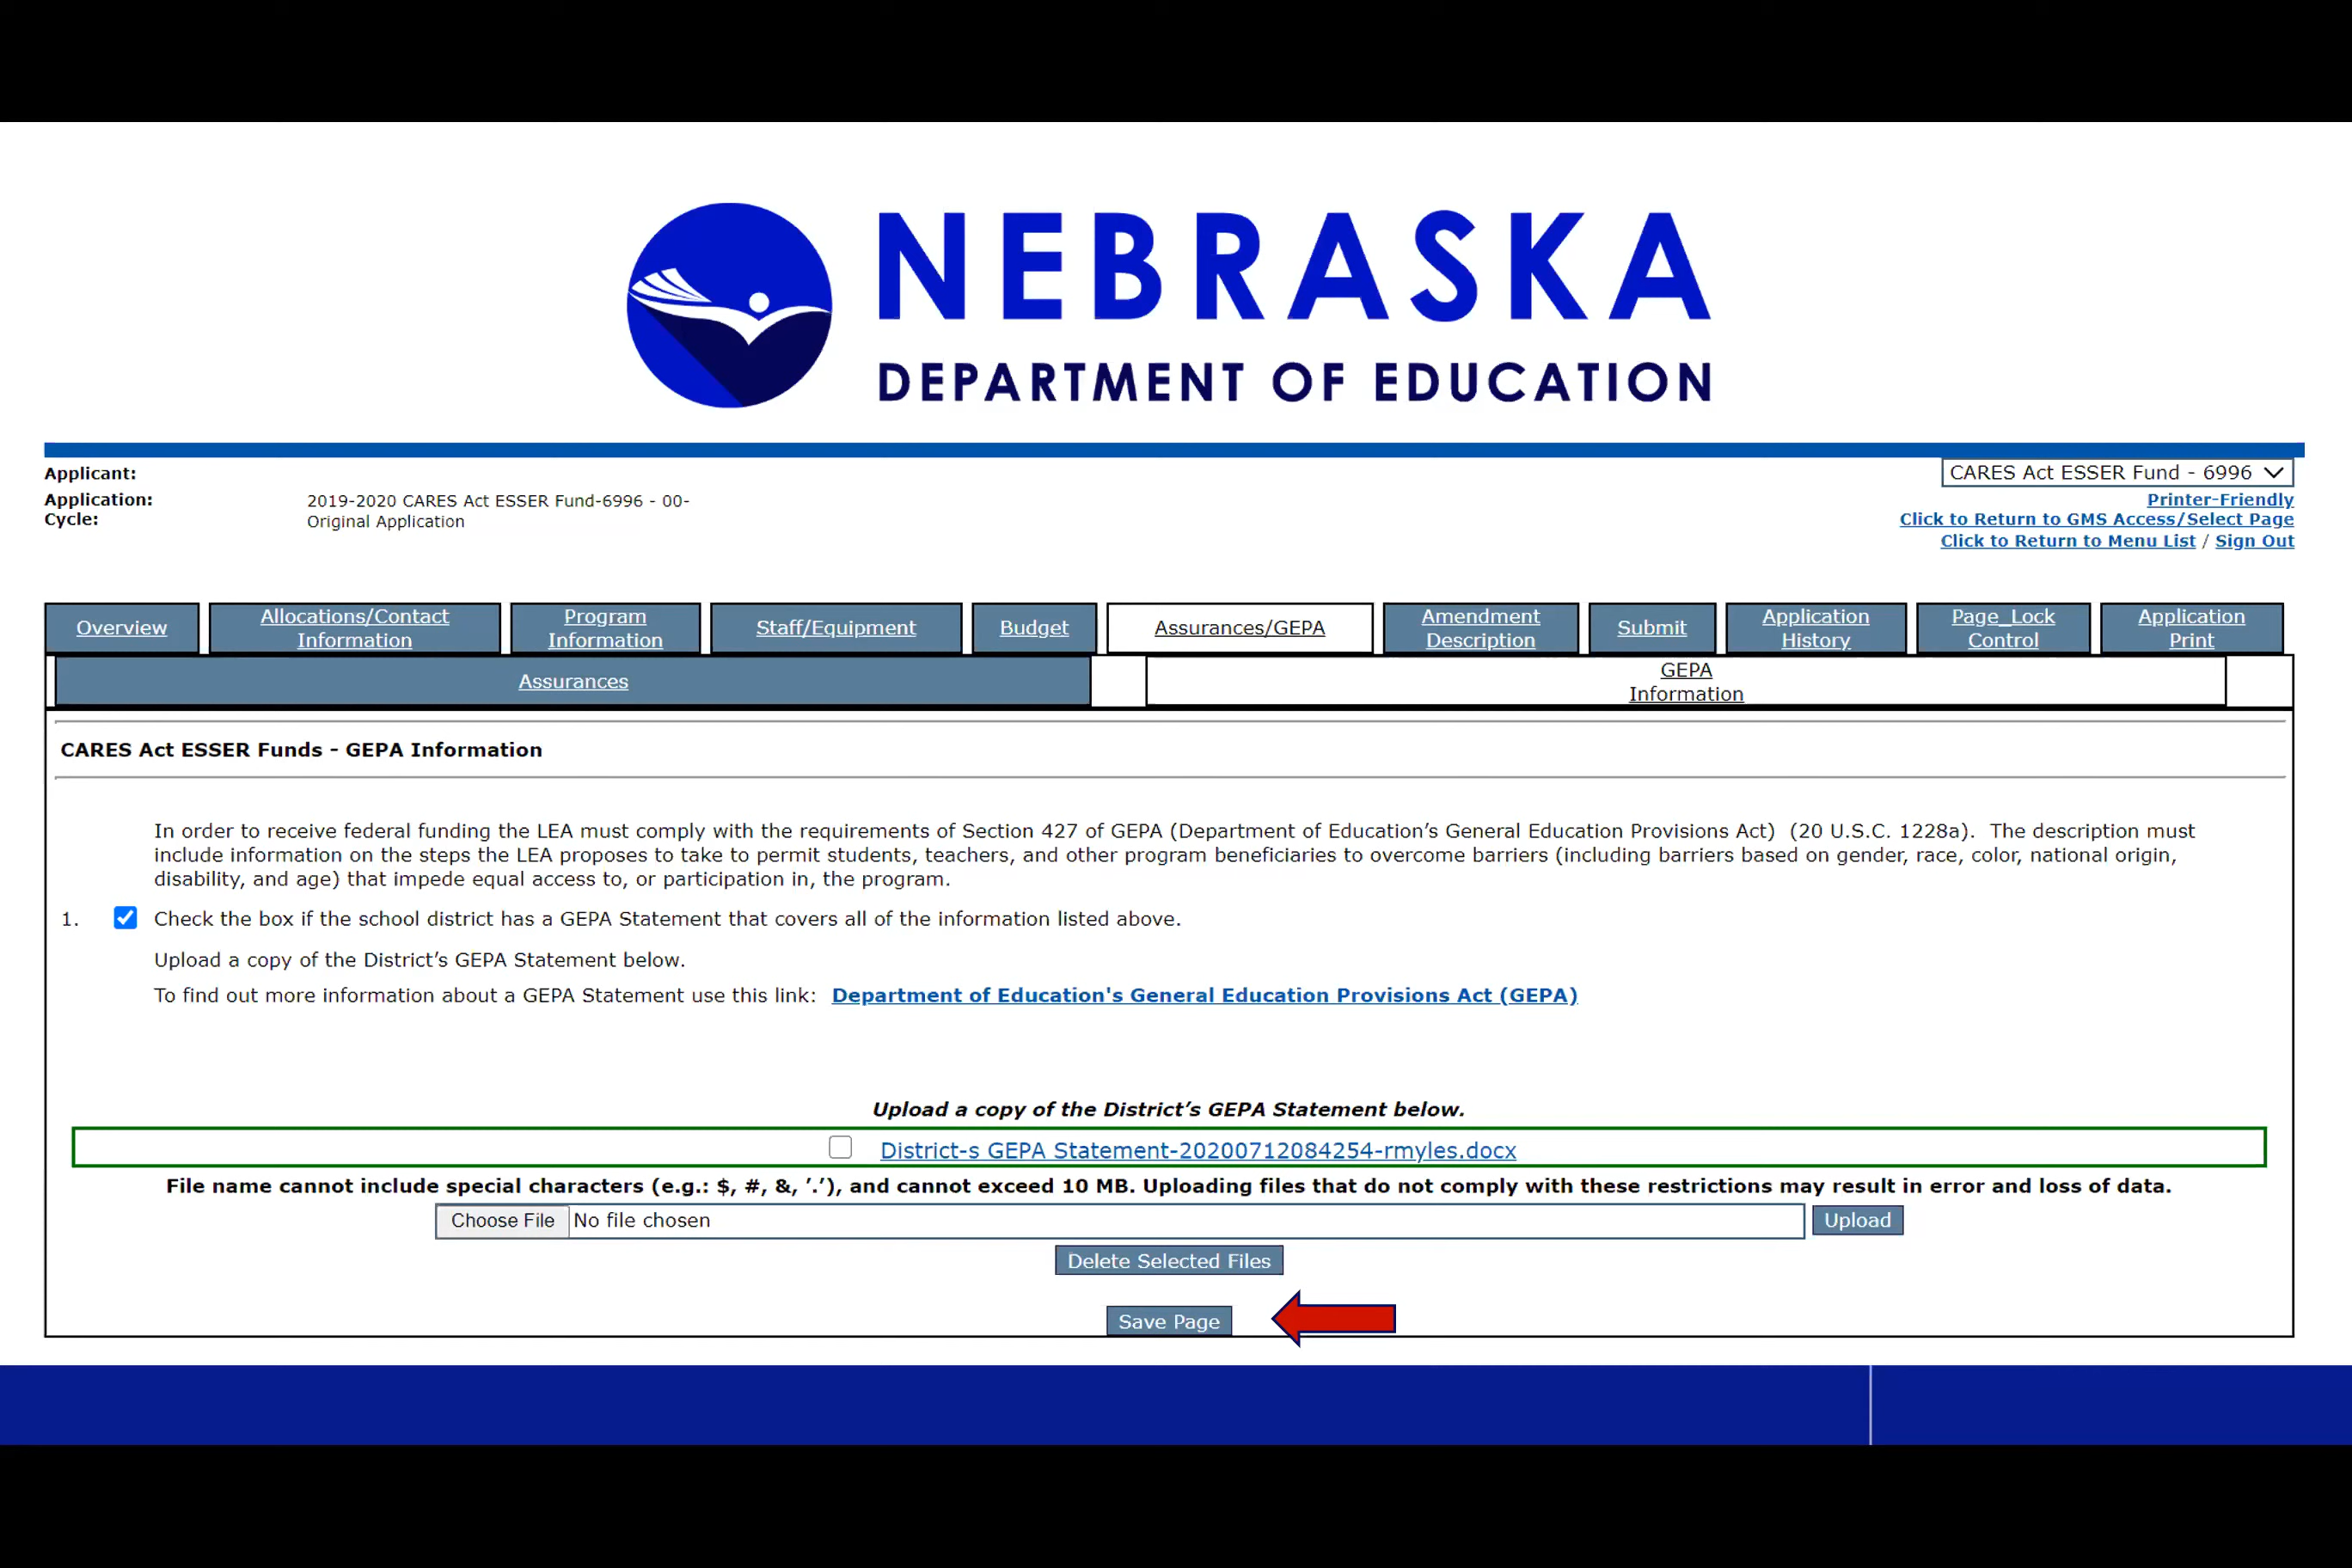 NEBRASKA
DEPARTMENT OF EDUCATION
Applicant:
CARES Act ESSER Fund - 6996
Application: 2019-2020 CARES Act ESSER Fund-6996 - 00-
Printer-Friendly
Cycle: Original Application
Click to Return to GMS Access/Select Page
Click to Return to Menu List / Sign Out
Overview
Allocations/Contact
Information
Program
Information
Staff/Equipment
Budget
Assurances/GEPA
Amendment
Description
Submit
Application
History
Page_Lock
Control
Application
Print
Assurances
GEPA
Information
CARES Act ESSER Funds - GEPA Information
In order to receive federal funding the LEA must comply with the requirements of Section 427 of GEPA (Department of Education’s General Education Provisions Act) (20 U.S.C. 1228a). The description must
include information on the steps the LEA proposes to take to permit students, teachers, and other program beneficiaries to overcome barriers (including barriers based on gender, race, color, national origin,
disability, and age) that impede equal access to, or participation in, the program.
1. Check the box if the school district has a GEPA Statement that covers all of the information listed above.
Upload a copy of the District’s GEPA Statement below.
To find out more information about a GEPA Statement use this link: Department of Education's General Education Provisions Act (GEPA)
Upload a copy of the District’s GEPA Statement below.
District-s GEPA Statement-20200712084254-rmyles.docx
File name cannot include special characters (e.g.: $, #, &, ’.’), and cannot exceed 10 MB. Uploading files that do not comply with these restrictions may result in error and loss of data.
Choose File No file chosen Upload
Delete Selected Files
Save Page